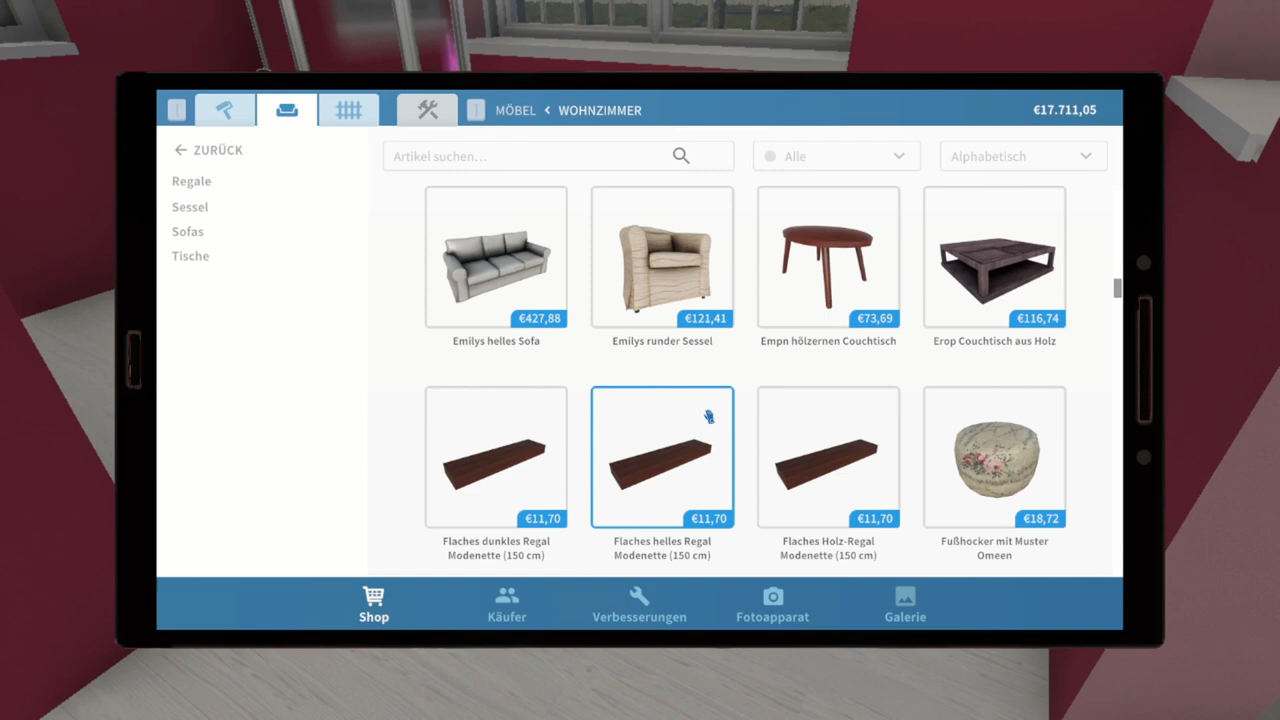 MÖBEL < WOHNZIMMER
€17.711,05
ZURÜCK
Regale
Sessel
Sofas
Tische
Artikel suchen...
Alle
Alphabetisch
€427,88
€121,41
€73,69
€116,74
Emilys helles Sofa
Emilys runder Sessel
Empn hölzernen Couchtisch
Erop Couchtisch aus Holz
€11,70
€11,70
€11,70
€18,72
Flaches dunkles Regal
Modenette (150 cm)
Flaches helles Regal
Modenette (150 cm)
Flaches Holz-Regal
Modenette (150 cm)
Fußhocker mit Muster
Omeen
Shop
Käufer
Verbesserungen
Fotoapparat
Galerie